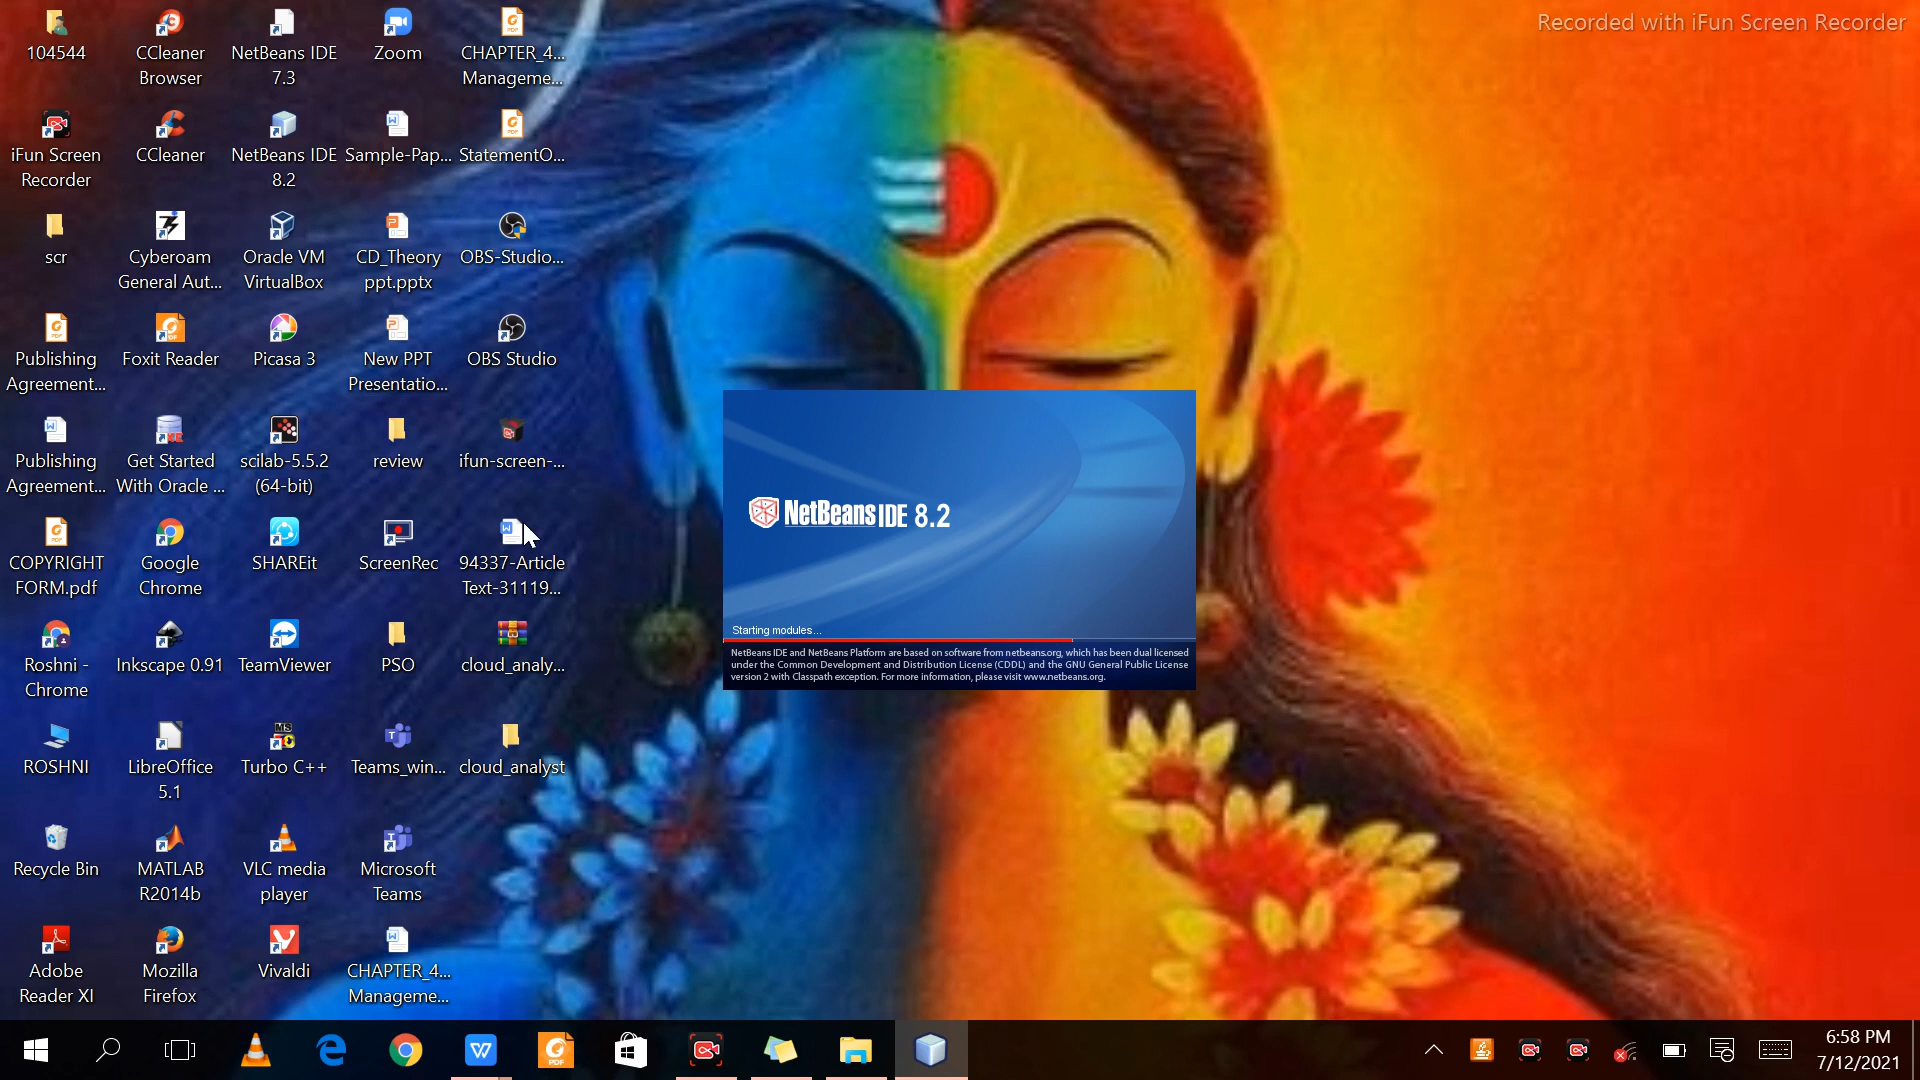 Recorded with iFun Screen Recorder
104544
CCleaner
Browser
NetBeans IDE
7.3
Zoom
CHAPTER_4...
Manageme...
iFun Screen
Recorder
CCleaner
NetBeans IDE
8.2
Sample-Pap...
StatementO...
scr
Cyberoam
General Aut...
Oracle VM
VirtualBox
CD_Theory
ppt.pptx
OBS-Studio...
Publishing
Agreement...
Foxit Reader
Picasa 3
New PPT
Presentatio...
OBS Studio
Publishing
Agreement...
Get Started
With Oracle ...
scilab-5.5.2
(64-bit)
review
ifun-screen-...
COPYRIGHT
FORM.pdf
Google
Chrome
SHAREit
ScreenRec
94337-Article
Text-31119...
Roshni -
Chrome
Inkscape 0.91
TeamViewer
PSO
cloud_analy...
ROSHNI
LibreOffice
5.1
Turbo C++
Teams_win...
cloud_analyst
Recycle Bin
MATLAB
R2014b
VLC media
player
Microsoft
Teams
Adobe
Reader XI
Mozilla
Firefox
Vivaldi
CHAPTER_4...
Manageme...
NetBeans IDE 8.2
Starting modules...
NetBeans IDE and NetBeans Platform are based on software from netbeans.org, which has been dual licensed
under the Common Development and Distribution License (CDDL) and the GNU General Public License
version 2 with Classpath exception. For more information, please visit www.netbeans.org.
6:58 PM
7/12/2021